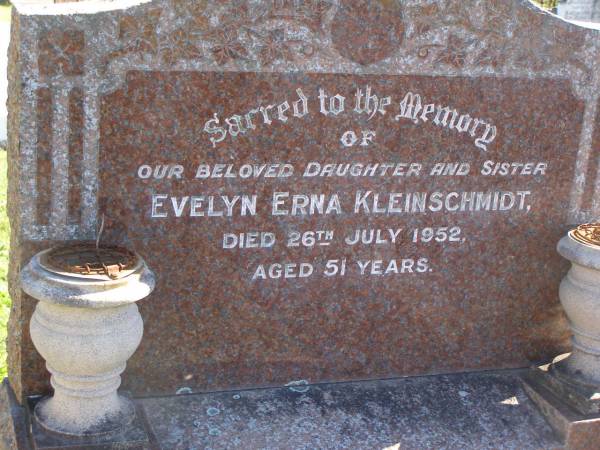 Sacred to the Memory
OF
OUR BELOVED DAUGHTER AND SISTER
EVELYN ERNA KLEINSCHMIDT,
DIED 26TH JULY 1952,
AGED 51 YEARS.